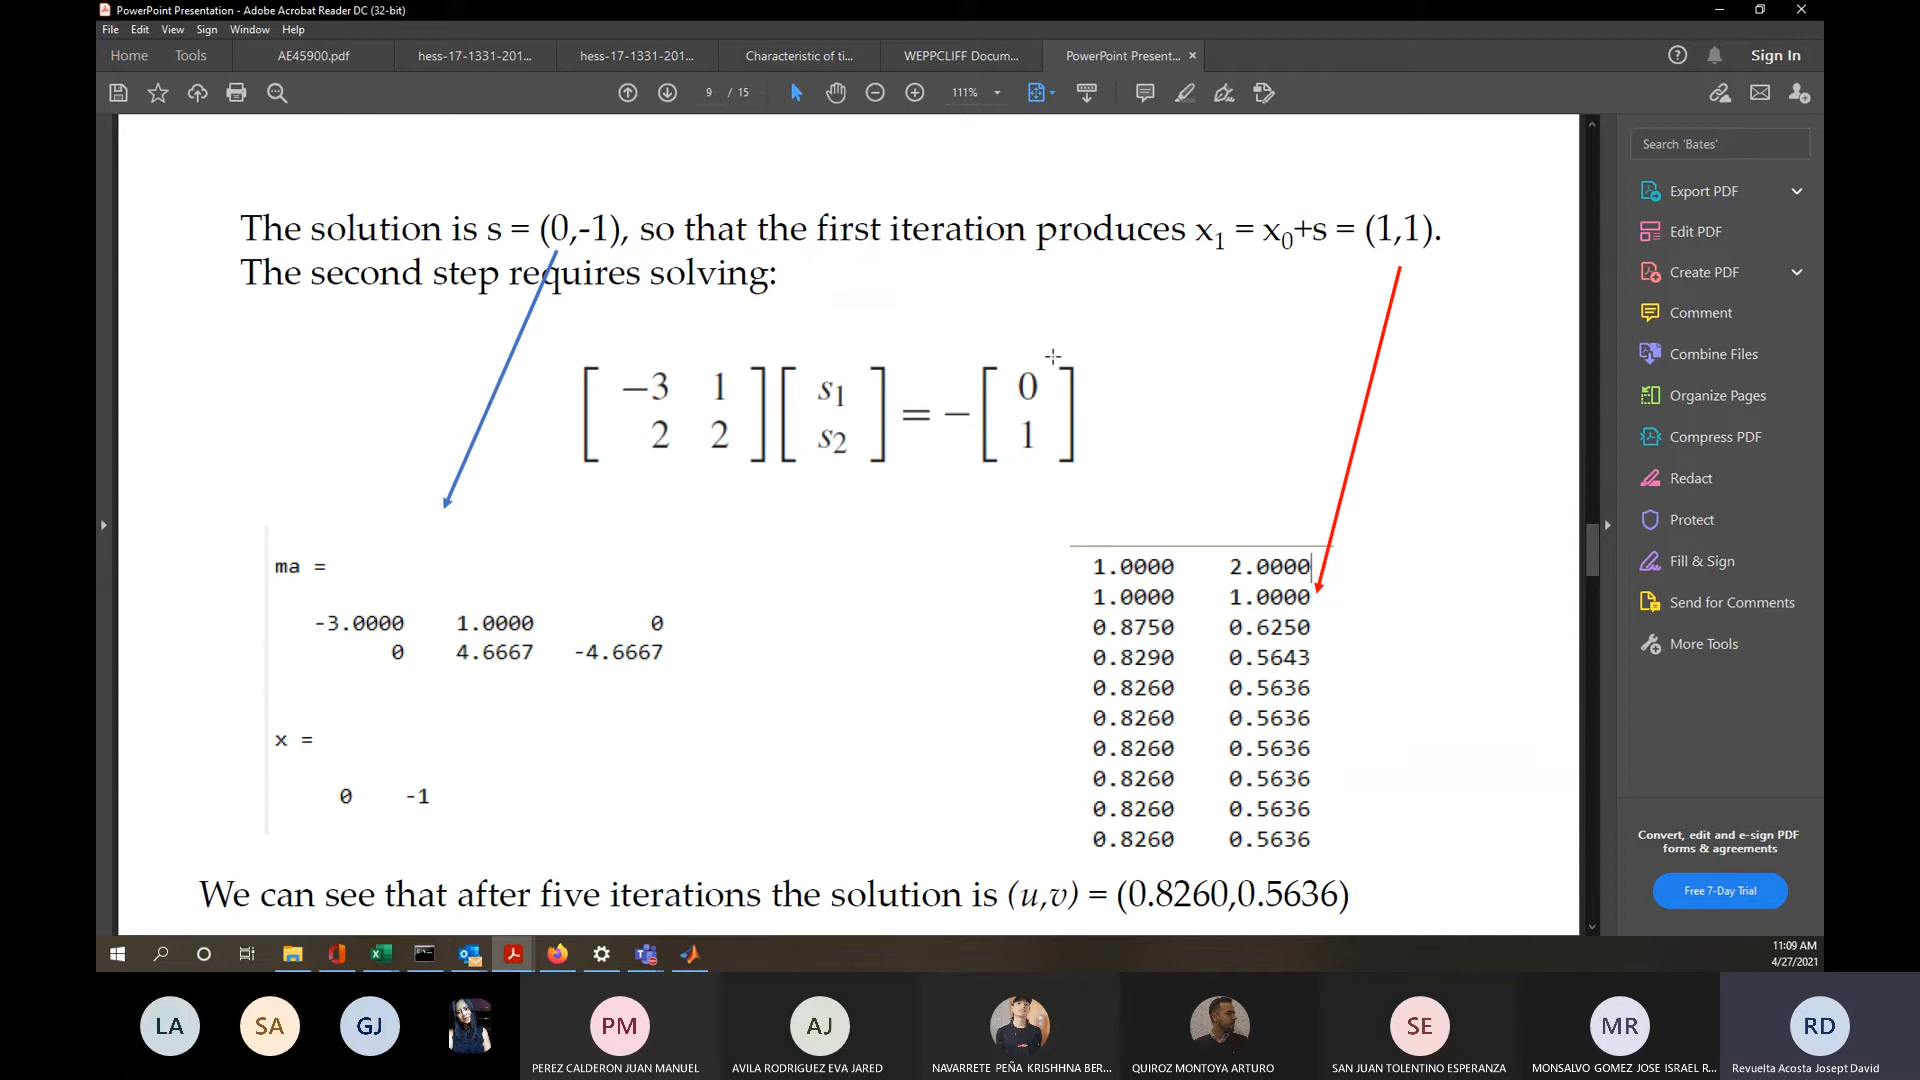 PowerPoint Presentation - Adobe Acrobat Reader DC (32-bit)
File Edit View Sign Window Help
Home Tools AE45900.pdf hess-17-1331-201... hess-17-1331-201... Characteristic of ti... WEPPCLIFF Docum... PowerPoint Present... × Sign In
9 / 15 111%
The solution is s = (0,-1), so that the first iteration produces x1 = x0+s = (1,1).
The second step requires solving:
[ −3 1 ] [ s1 ] = − [ 0 ]
[ 2 2 ] [ s2 ] [ 1 ]
ma =
-3.0000 1.0000 0
0 4.6667 -4.6667
x =
0 -1
1.0000 2.0000
1.0000 1.0000
0.8750 0.6250
0.8290 0.5643
0.8260 0.5636
0.8260 0.5636
0.8260 0.5636
0.8260 0.5636
0.8260 0.5636
0.8260 0.5636
We can see that after five iterations the solution is (u,v) = (0.8260,0.5636)
Search 'Bates'
Export PDF
Edit PDF
Create PDF
Comment
Combine Files
Organize Pages
Compress PDF
Redact
Protect
Fill & Sign
Send for Comments
More Tools
Convert, edit and e-sign PDF
forms & agreements
Free 7-Day Trial
11:09 AM
4/27/2021
LA SA GJ PM AJ SE MR RD
PEREZ CALDERON JUAN MANUEL
AVILA RODRIGUEZ EVA JARED
NAVARRETE PEÑA KRISHHNA BER...
QUIROZ MONTOYA ARTURO
SAN JUAN TOLENTINO ESPERANZA
MONSALVO GOMEZ JOSE ISRAEL R...
Revuelta Acosta Josept David